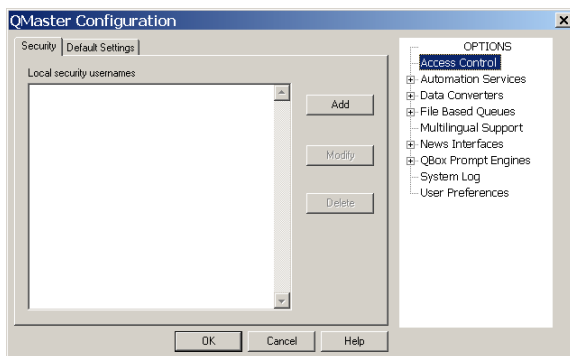 QMaster Configuration
Security
Default Settings
Local security usernames
Add
Modify
Delete
OK
Cancel
Help
OPTIONS
Access Control
Automation Services
Data Converters
File Based Queues
Multilingual Support
News Interfaces
QBox Prompt Engines
System Log
User Preferences